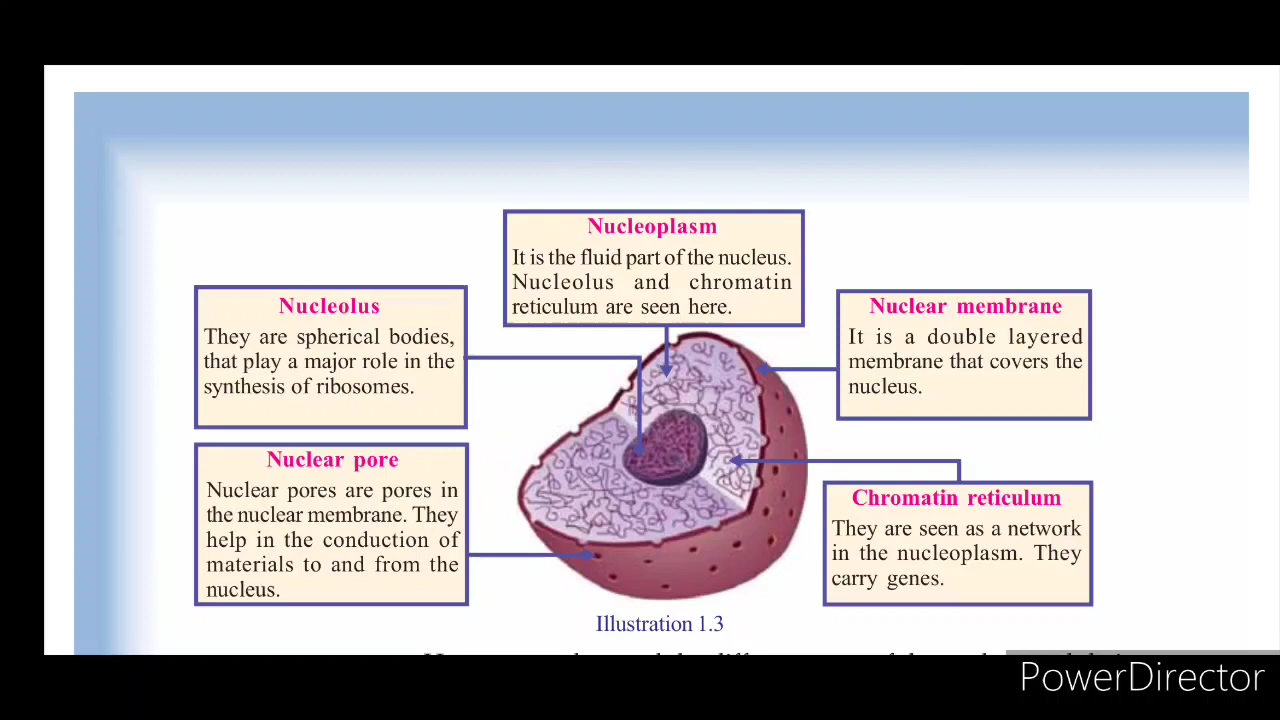 Nucleoplasm
It is the fluid part of the nucleus.
Nucleolus and chromatin
reticulum are seen here.
Nucleolus
They are spherical bodies,
that play a major role in the
synthesis of ribosomes.
Nuclear membrane
It is a double layered
membrane that covers the
nucleus.
Nuclear pore
Nuclear pores are pores in
the nuclear membrane. They
help in the conduction of
materials to and from the
nucleus.
Chromatin reticulum
They are seen as a network
in the nucleoplasm. They
carry genes.
Illustration 1.3
PowerDirector